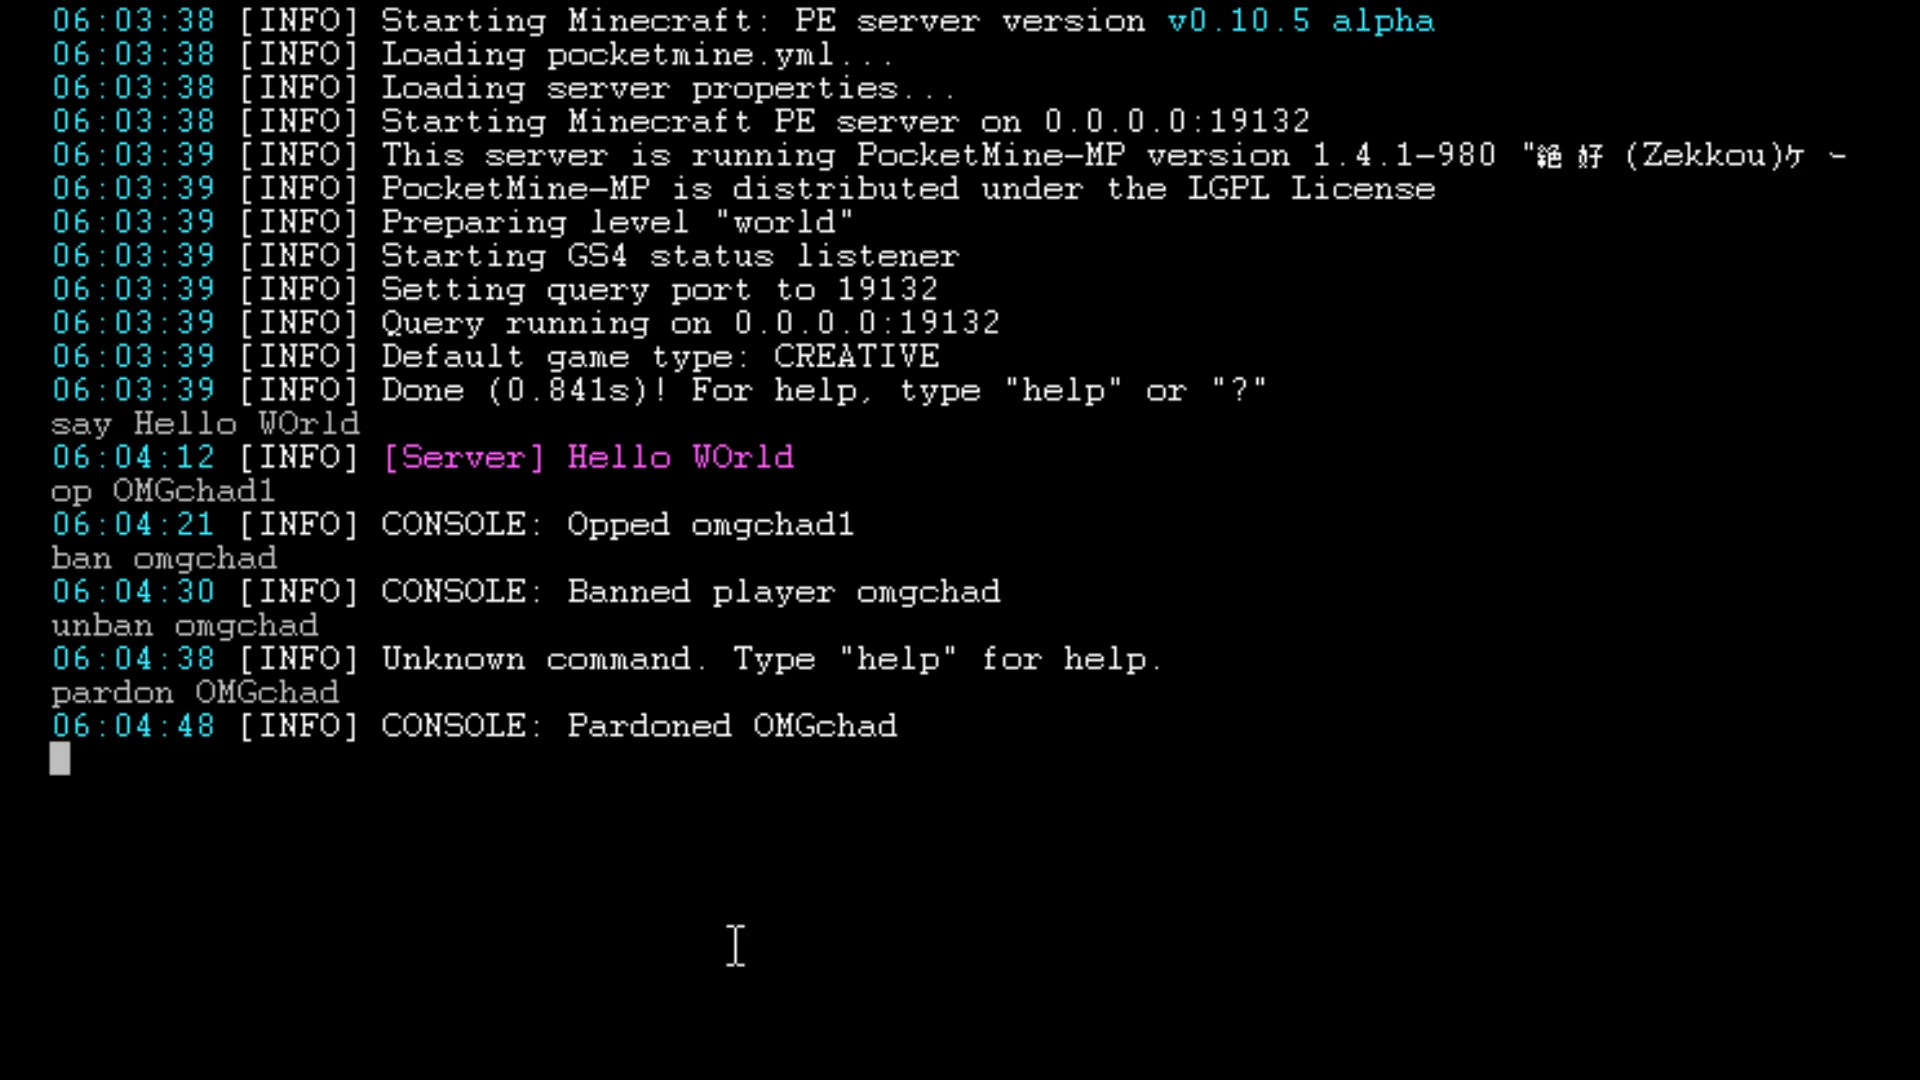 06:03:38 [INFO] Starting Minecraft: PE server version v0.10.5 alpha
06:03:38 [INFO] Loading pocketmine.yml...
06:03:38 [INFO] Loading server properties...
06:03:38 [INFO] Starting Minecraft PE server on 0.0.0.0:19132
06:03:39 [INFO] This server is running PocketMine-MP version 1.4.1-980 "絶好(Zekkou)ケ ー
06:03:39 [INFO] PocketMine-MP is distributed under the LGPL License
06:03:39 [INFO] Preparing level "world"
06:03:39 [INFO] Starting GS4 status listener
06:03:39 [INFO] Setting query port to 19132
06:03:39 [INFO] Query running on 0.0.0.0:19132
06:03:39 [INFO] Default game type: CREATIVE
06:03:39 [INFO] Done (0.841s)! For help, type "help" or "?"
say Hello WOrld
06:04:12 [INFO] [Server] Hello WOrld
op OMGchad1
06:04:21 [INFO] CONSOLE: Opped omgchad1
ban omgchad
06:04:30 [INFO] CONSOLE: Banned player omgchad
unban omgchad
06:04:38 [INFO] Unknown command. Type "help" for help.
pardon OMGchad
06:04:48 [INFO] CONSOLE: Pardoned OMGchad